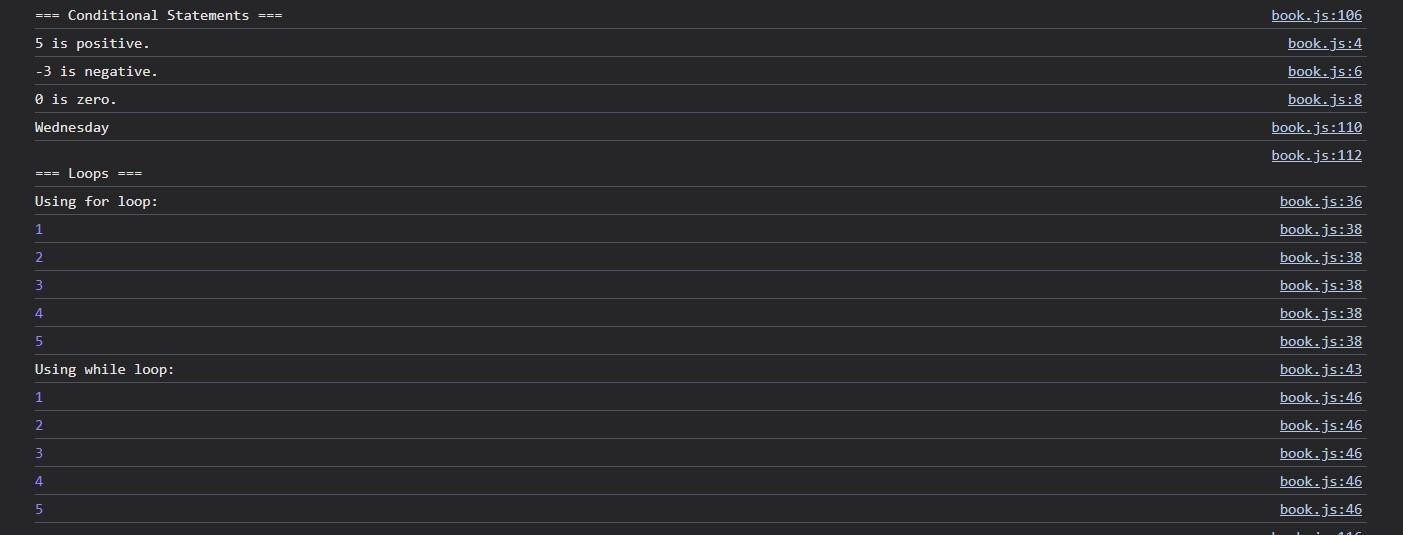 === Conditional Statements === book.js:106
5 is positive. book.js:4
-3 is negative. book.js:6
0 is zero. book.js:8
Wednesday book.js:110
book.js:112
=== Loops ===
Using for loop: book.js:36
1 book.js:38
2 book.js:38
3 book.js:38
4 book.js:38
5 book.js:38
Using while loop: book.js:43
1 book.js:46
2 book.js:46
3 book.js:46
4 book.js:46
5 book.js:46
book.js:116